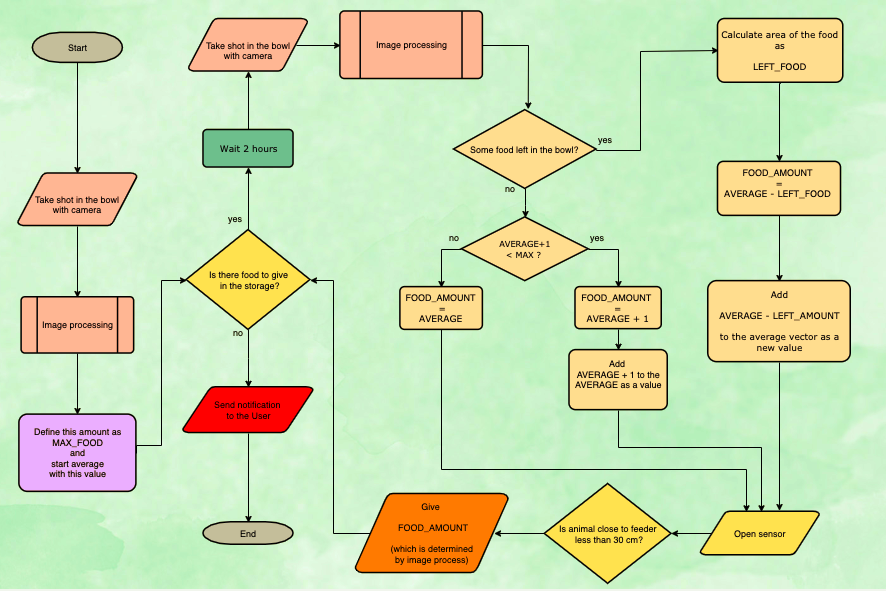 Start
Take shot in the bowl
with camera
Image processing
Define this amount as
MAX_FOOD
and
start average
with this value
Is there food to give
in the storage?
yes
no
Wait 2 hours
Take shot in the bowl
with camera
Image processing
Send notification
to the User
End
Some food left in the bowl?
yes
no
Calculate area of the food
as
LEFT_FOOD
FOOD_AMOUNT
=
AVERAGE - LEFT_FOOD
Add
AVERAGE - LEFT_AMOUNT
to the average vector as a
new value
AVERAGE+1
< MAX ?
no
yes
FOOD_AMOUNT
=
AVERAGE
FOOD_AMOUNT
=
AVERAGE + 1
Add
AVERAGE + 1 to the
AVERAGE as a value
Open sensor
Is animal close to feeder
less than 30 cm?
Give
FOOD_AMOUNT
(which is determined
by image process)